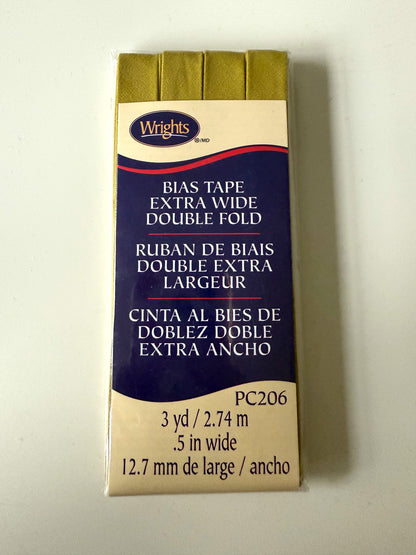 Wrights
®/MD
BIAS TAPE
EXTRA WIDE
DOUBLE FOLD
RUBAN DE BIAIS
DOUBLE EXTRA
LARGEUR
CINTA AL BIES DE
DOBLEZ DOBLE
EXTRA ANCHO
PC206
3 yd / 2.74 m
.5 in wide
12.7 mm de large / ancho